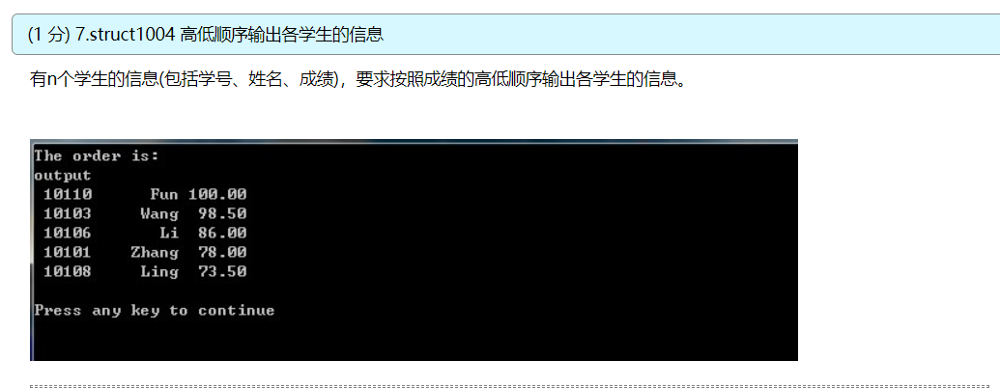 (1 分) 7.struct1004 高低顺序输出各学生的信息
有n个学生的信息(包括学号、姓名、成绩)，要求按照成绩的高低顺序输出各学生的信息。
The order is:
output
10110 Fun 100.00
10103 Wang 98.50
10106 Li 86.00
10101 Zhang 78.00
10108 Ling 73.50
Press any key to continue